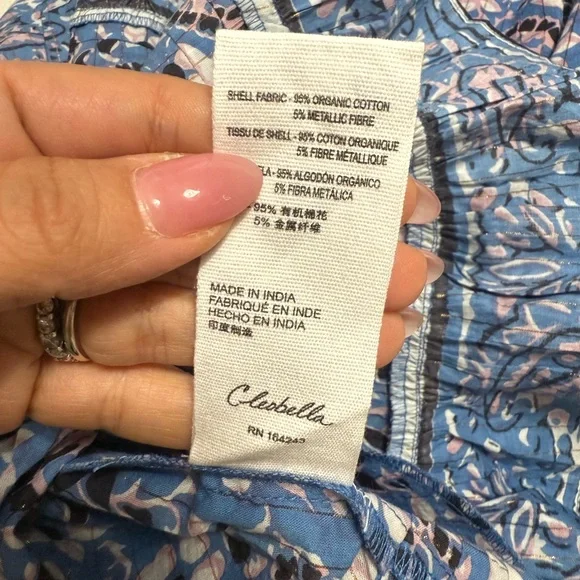 SHELL FABRIC - 95% ORGANIC COTTON
5% METALLIC FIBRE
TISSU DE SHELL - 95% COTON ORGANIQUE
5% FIBRE MÉTALLIQUE
95% ALGODÓN ORGÁNICO
5% FIBRA METÁLICA
95% 有机棉花
5% 金属纤维
MADE IN INDIA
FABRIQUÉ EN INDE
HECHO EN INDIA
印度制造
Cleobella
RN 164243